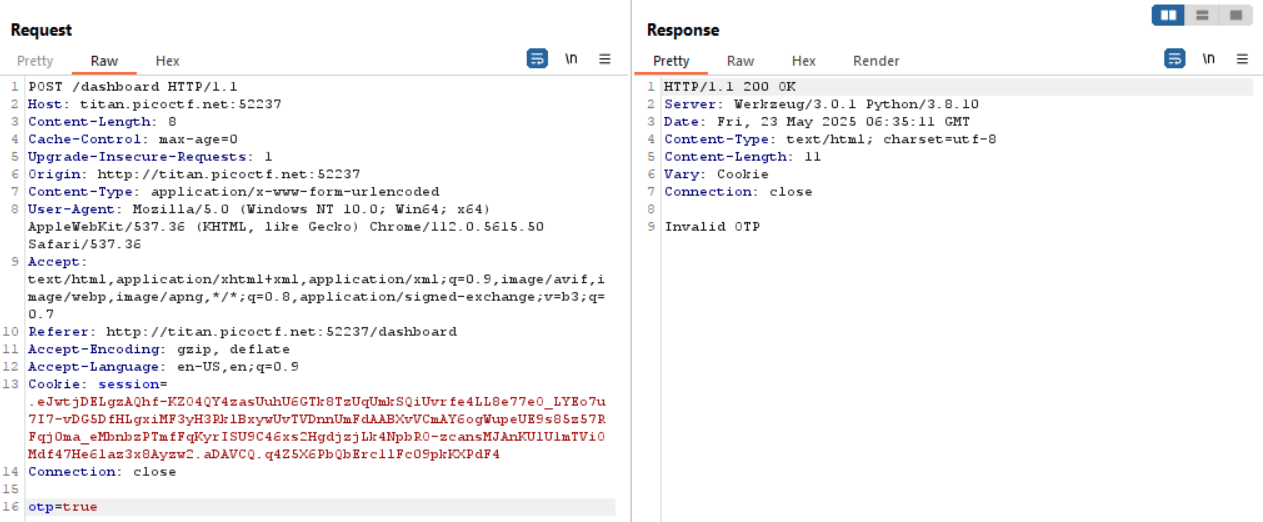 Request
Pretty Raw Hex \n
1 POST /dashboard HTTP/1.1
2 Host: titan.picoctf.net:52237
3 Content-Length: 8
4 Cache-Control: max-age=0
5 Upgrade-Insecure-Requests: 1
6 Origin: http://titan.picoctf.net:52237
7 Content-Type: application/x-www-form-urlencoded
8 User-Agent: Mozilla/5.0 (Windows NT 10.0; Win64; x64)
AppleWebKit/537.36 (KHTML, like Gecko) Chrome/112.0.5615.50
Safari/537.36
9 Accept:
text/html,application/xhtml+xml,application/xml;q=0.9,image/avif,i
mage/webp,image/apng,*/*;q=0.8,application/signed-exchange;v=b3;q=
0.7
10 Referer: http://titan.picoctf.net:52237/dashboard
11 Accept-Encoding: gzip, deflate
12 Accept-Language: en-US,en;q=0.9
13 Cookie: session=
14 Connection: close
15
16 otp=true
Response
Pretty Raw Hex Render \n
1 HTTP/1.1 200 OK
2 Server: Werkzeug/3.0.1 Python/3.8.10
3 Date: Fri, 23 May 2025 06:35:11 GMT
4 Content-Type: text/html; charset=utf-8
5 Content-Length: 11
6 Vary: Cookie
7 Connection: close
8
9 Invalid OTP